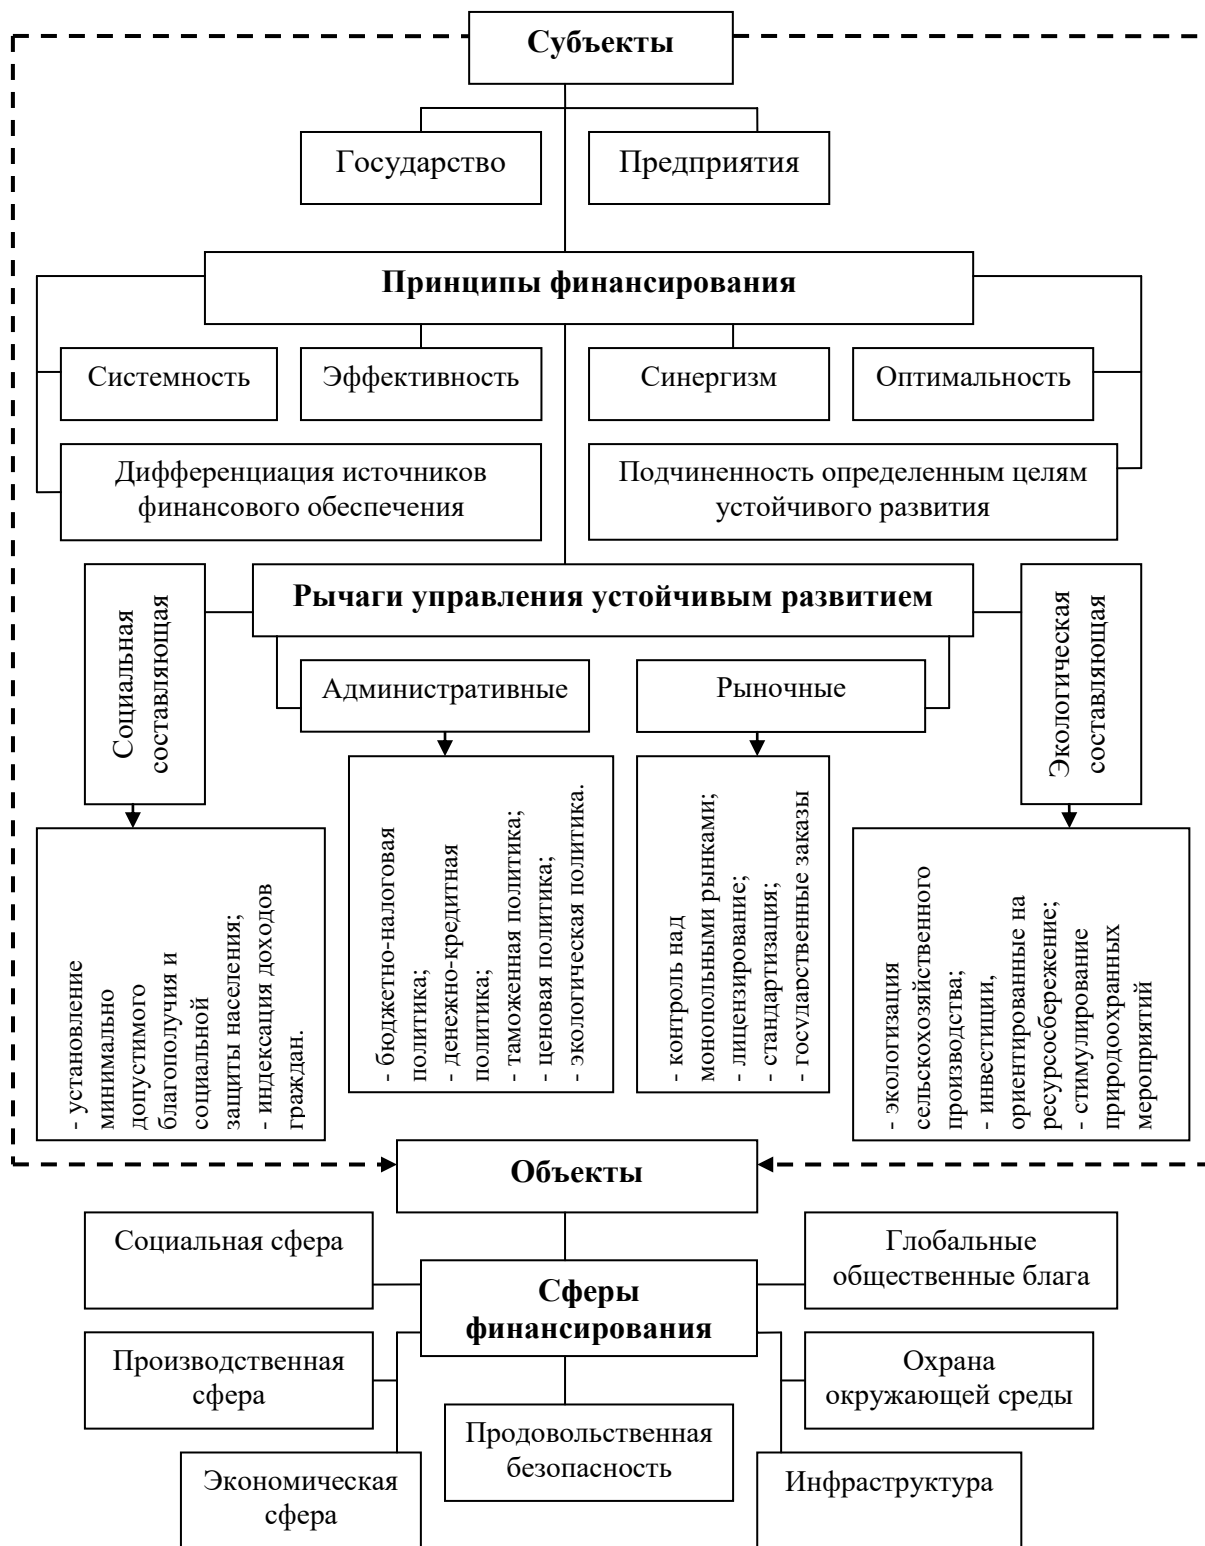 Субъекты
Государство
Предприятия
Принципы финансирования
Системность
Эффективность
Синергизм
Оптимальность
Дифференциация источников
финансового обеспечения
Подчиненность определенным целям
устойчивого развития
Социальная
составляющая
Рычаги управления устойчивым развитием
Экологическая
составляющая
Административные
Рыночные
- установление
минимально
допустимого
благополучия и
социальной
защиты населения;
- индексация доходов
граждан.
- бюджетно-налоговая
политика;
- денежно-кредитная
политика;
- таможенная политика;
- ценовая политика;
- экологическая политика.
- контроль над
монопольными рынками;
- лицензирование;
- стандартизация;
- государственные заказы
- экологизация
сельскохозяйственного
производства;
- инвестиции,
ориентированные на
ресурсосбережение;
- стимулирование
природоохранных
мероприятий
Объекты
Социальная сфера
Глобальные
общественные блага
Сферы
финансирования
Производственная
сфера
Охрана
окружающей среды
Продовольственная
безопасность
Экономическая
сфера
Инфраструктура